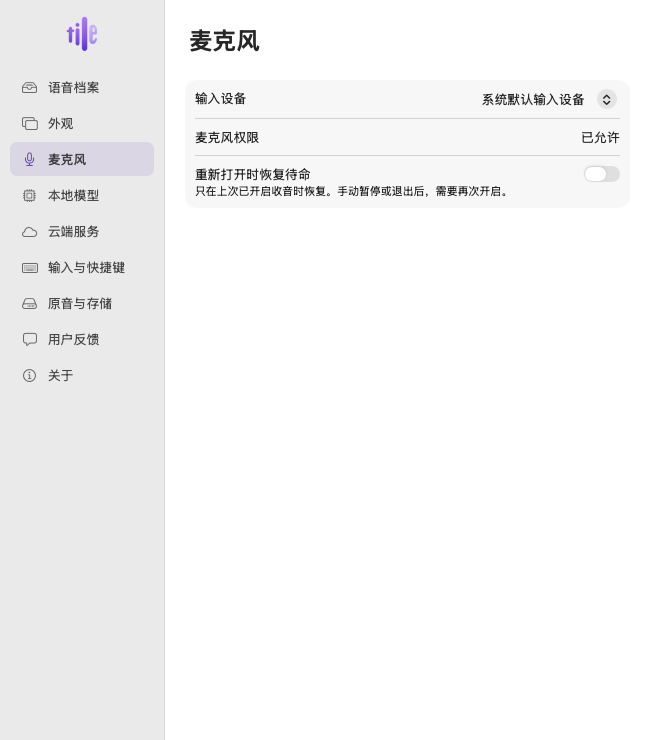 tile
语音档案
外观
麦克风
本地模型
云端服务
输入与快捷键
原音与存储
用户反馈
关于
麦克风
输入设备
系统默认输入设备
麦克风权限
已允许
重新打开时恢复待命
只在上次已开启收音时恢复。手动暂停或退出后，需要再次开启。